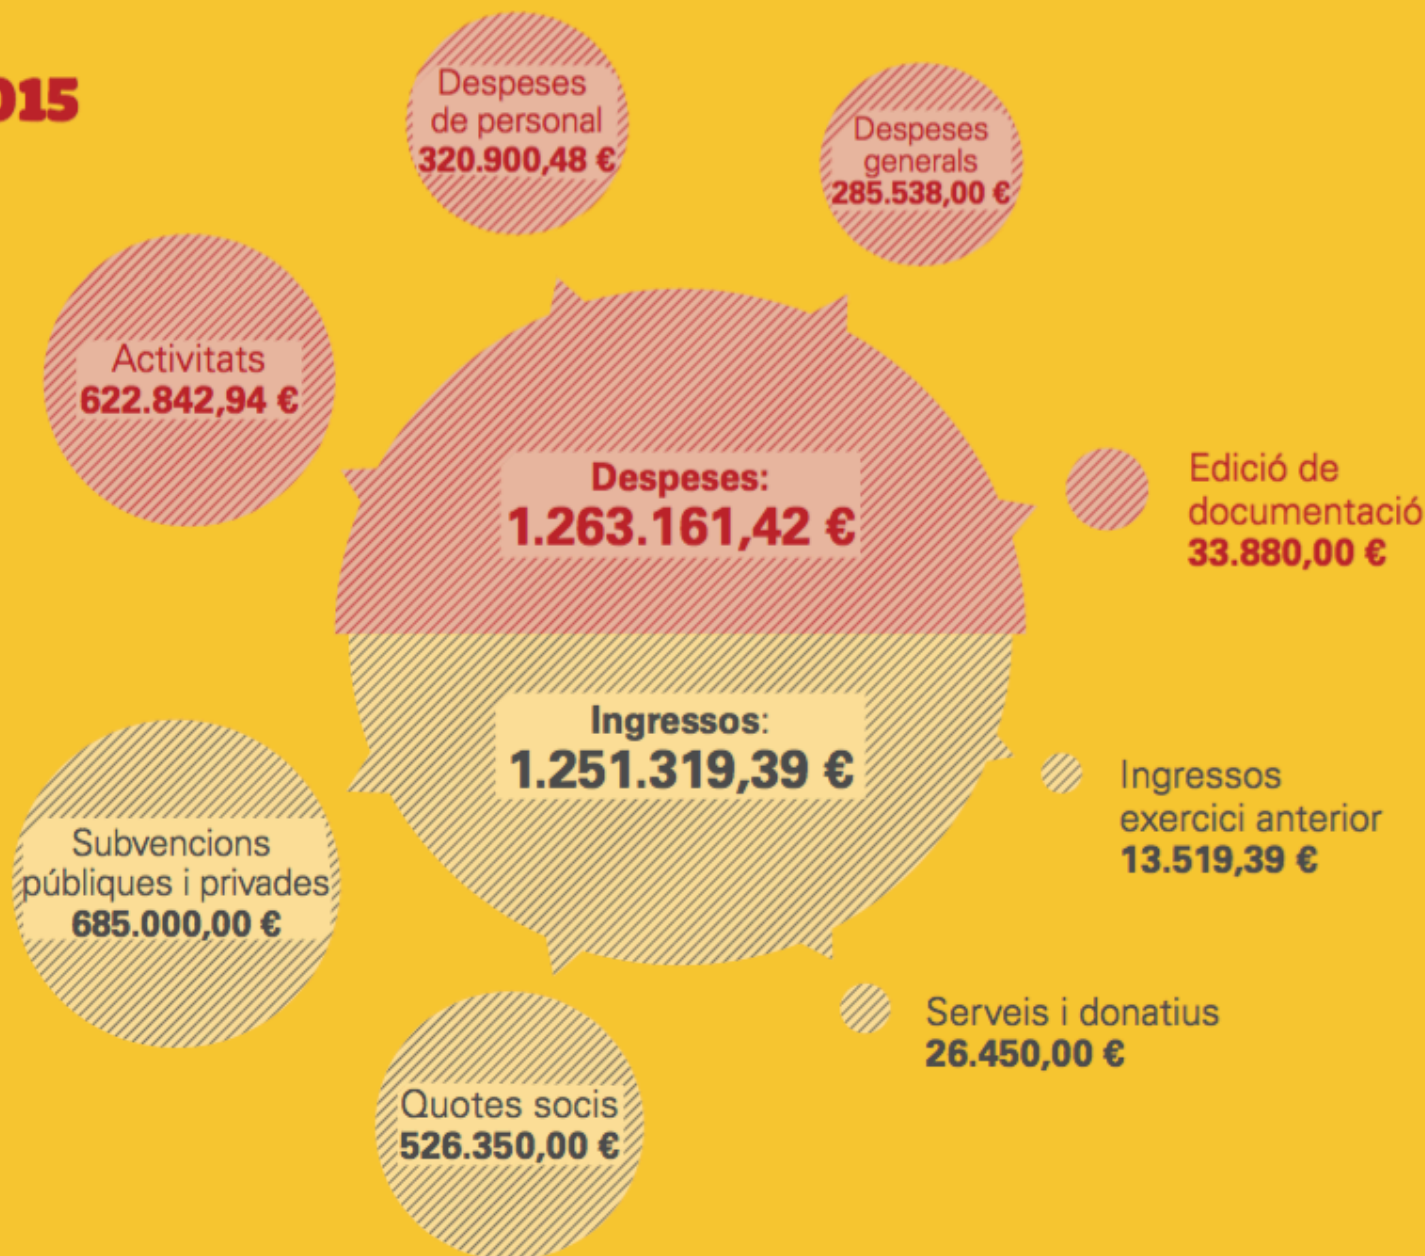 015
Despeses
de personal
320.900,48 €
Despeses
generals
285.538,00 €
Activitats
622.842,94 €
Despeses:
1.263.161,42 €
Edició de
documentació
33.880,00 €
Ingressos:
1.251.319,39 €
Ingressos
exercici anterior
13.519,39 €
Subvencions
públiques i privades
685.000,00 €
Serveis i donatius
26.450,00 €
Quotes socis
526.350,00 €